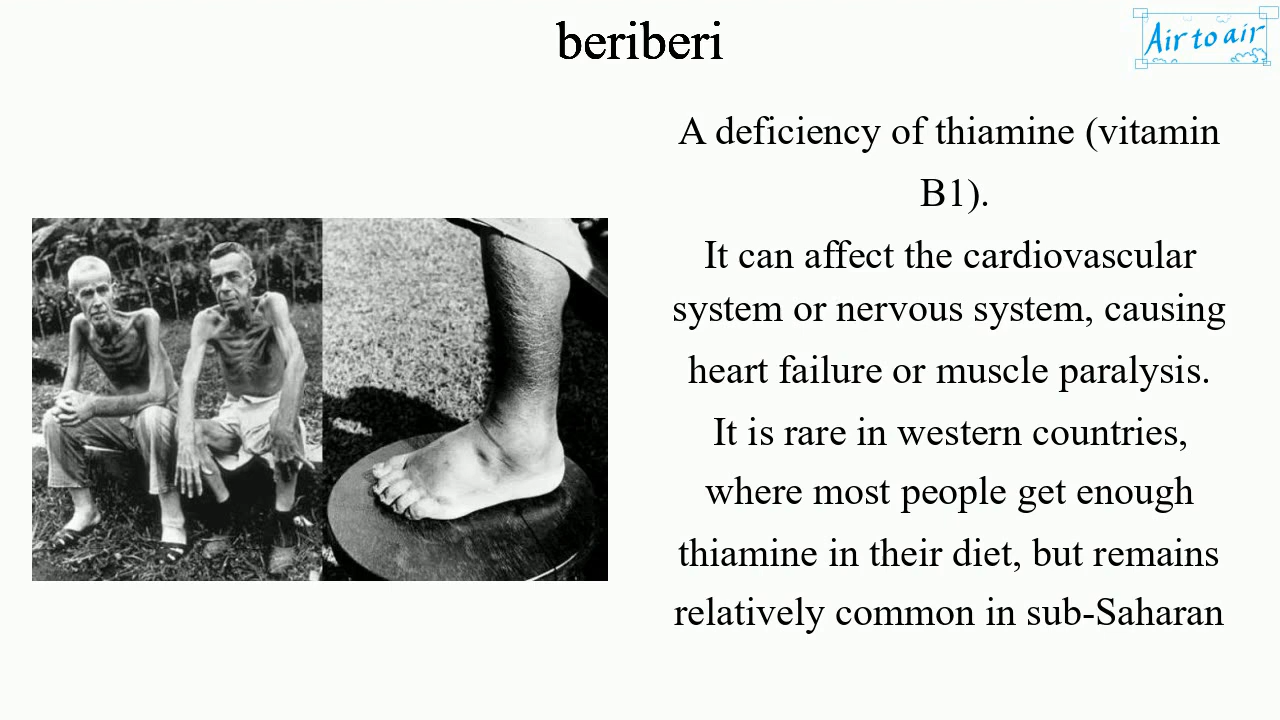 beriberi
Air to air
A deficiency of thiamine (vitamin
B1).
It can affect the cardiovascular
system or nervous system, causing
heart failure or muscle paralysis.
It is rare in western countries,
where most people get enough
thiamine in their diet, but remains
relatively common in sub-Saharan